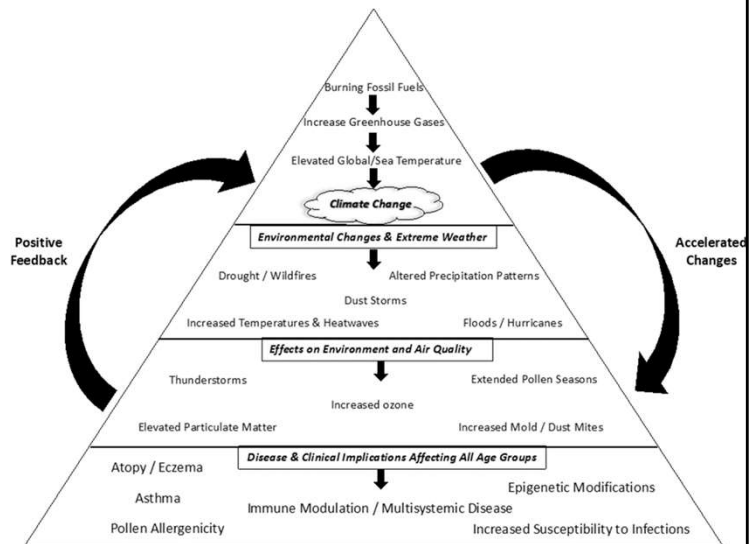 Burning Fossil Fuels
Increase Greenhouse Gases
Elevated Global/Sea Temperature
Climate Change
Positive
Feedback
Accelerated
Changes
Environmental Changes & Extreme Weather
Drought / Wildfires
Altered Precipitation Patterns
Dust Storms
Increased Temperatures & Heatwaves
Floods / Hurricanes
Effects on Environment and Air Quality
Thunderstorms
Extended Pollen Seasons
Increased ozone
Elevated Particulate Matter
Increased Mold / Dust Mites
Disease & Clinical Implications Affecting All Age Groups
Atopy / Eczema
Epigenetic Modifications
Asthma
Immune Modulation / Multisystemic Disease
Pollen Allergenicity
Increased Susceptibility to Infections